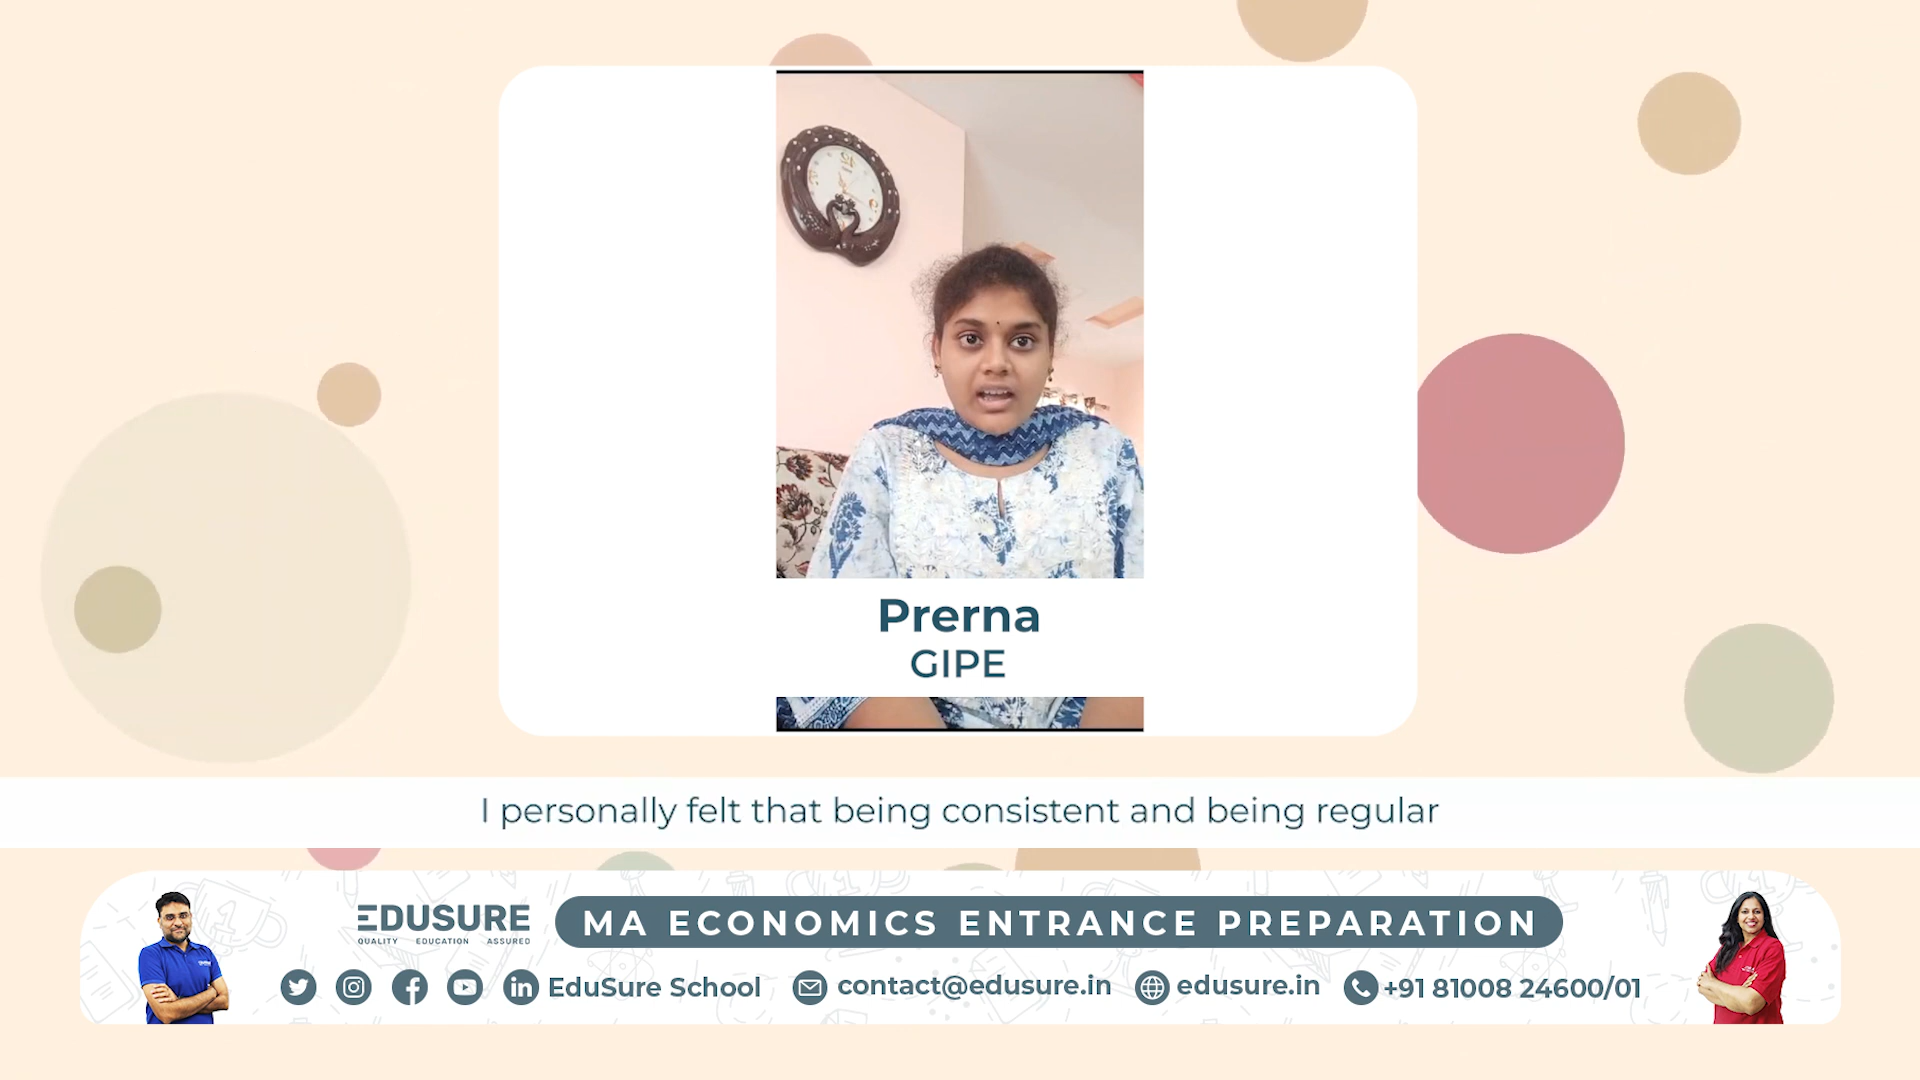 Prerna
GIPE
I personally felt that being consistent and being regular
EDUSURE
QUALITY EDUCATION ASSURED
MA ECONOMICS ENTRANCE PREPARATION
EduSure School
contact@edusure.in
edusure.in
+91 81008 24600/01